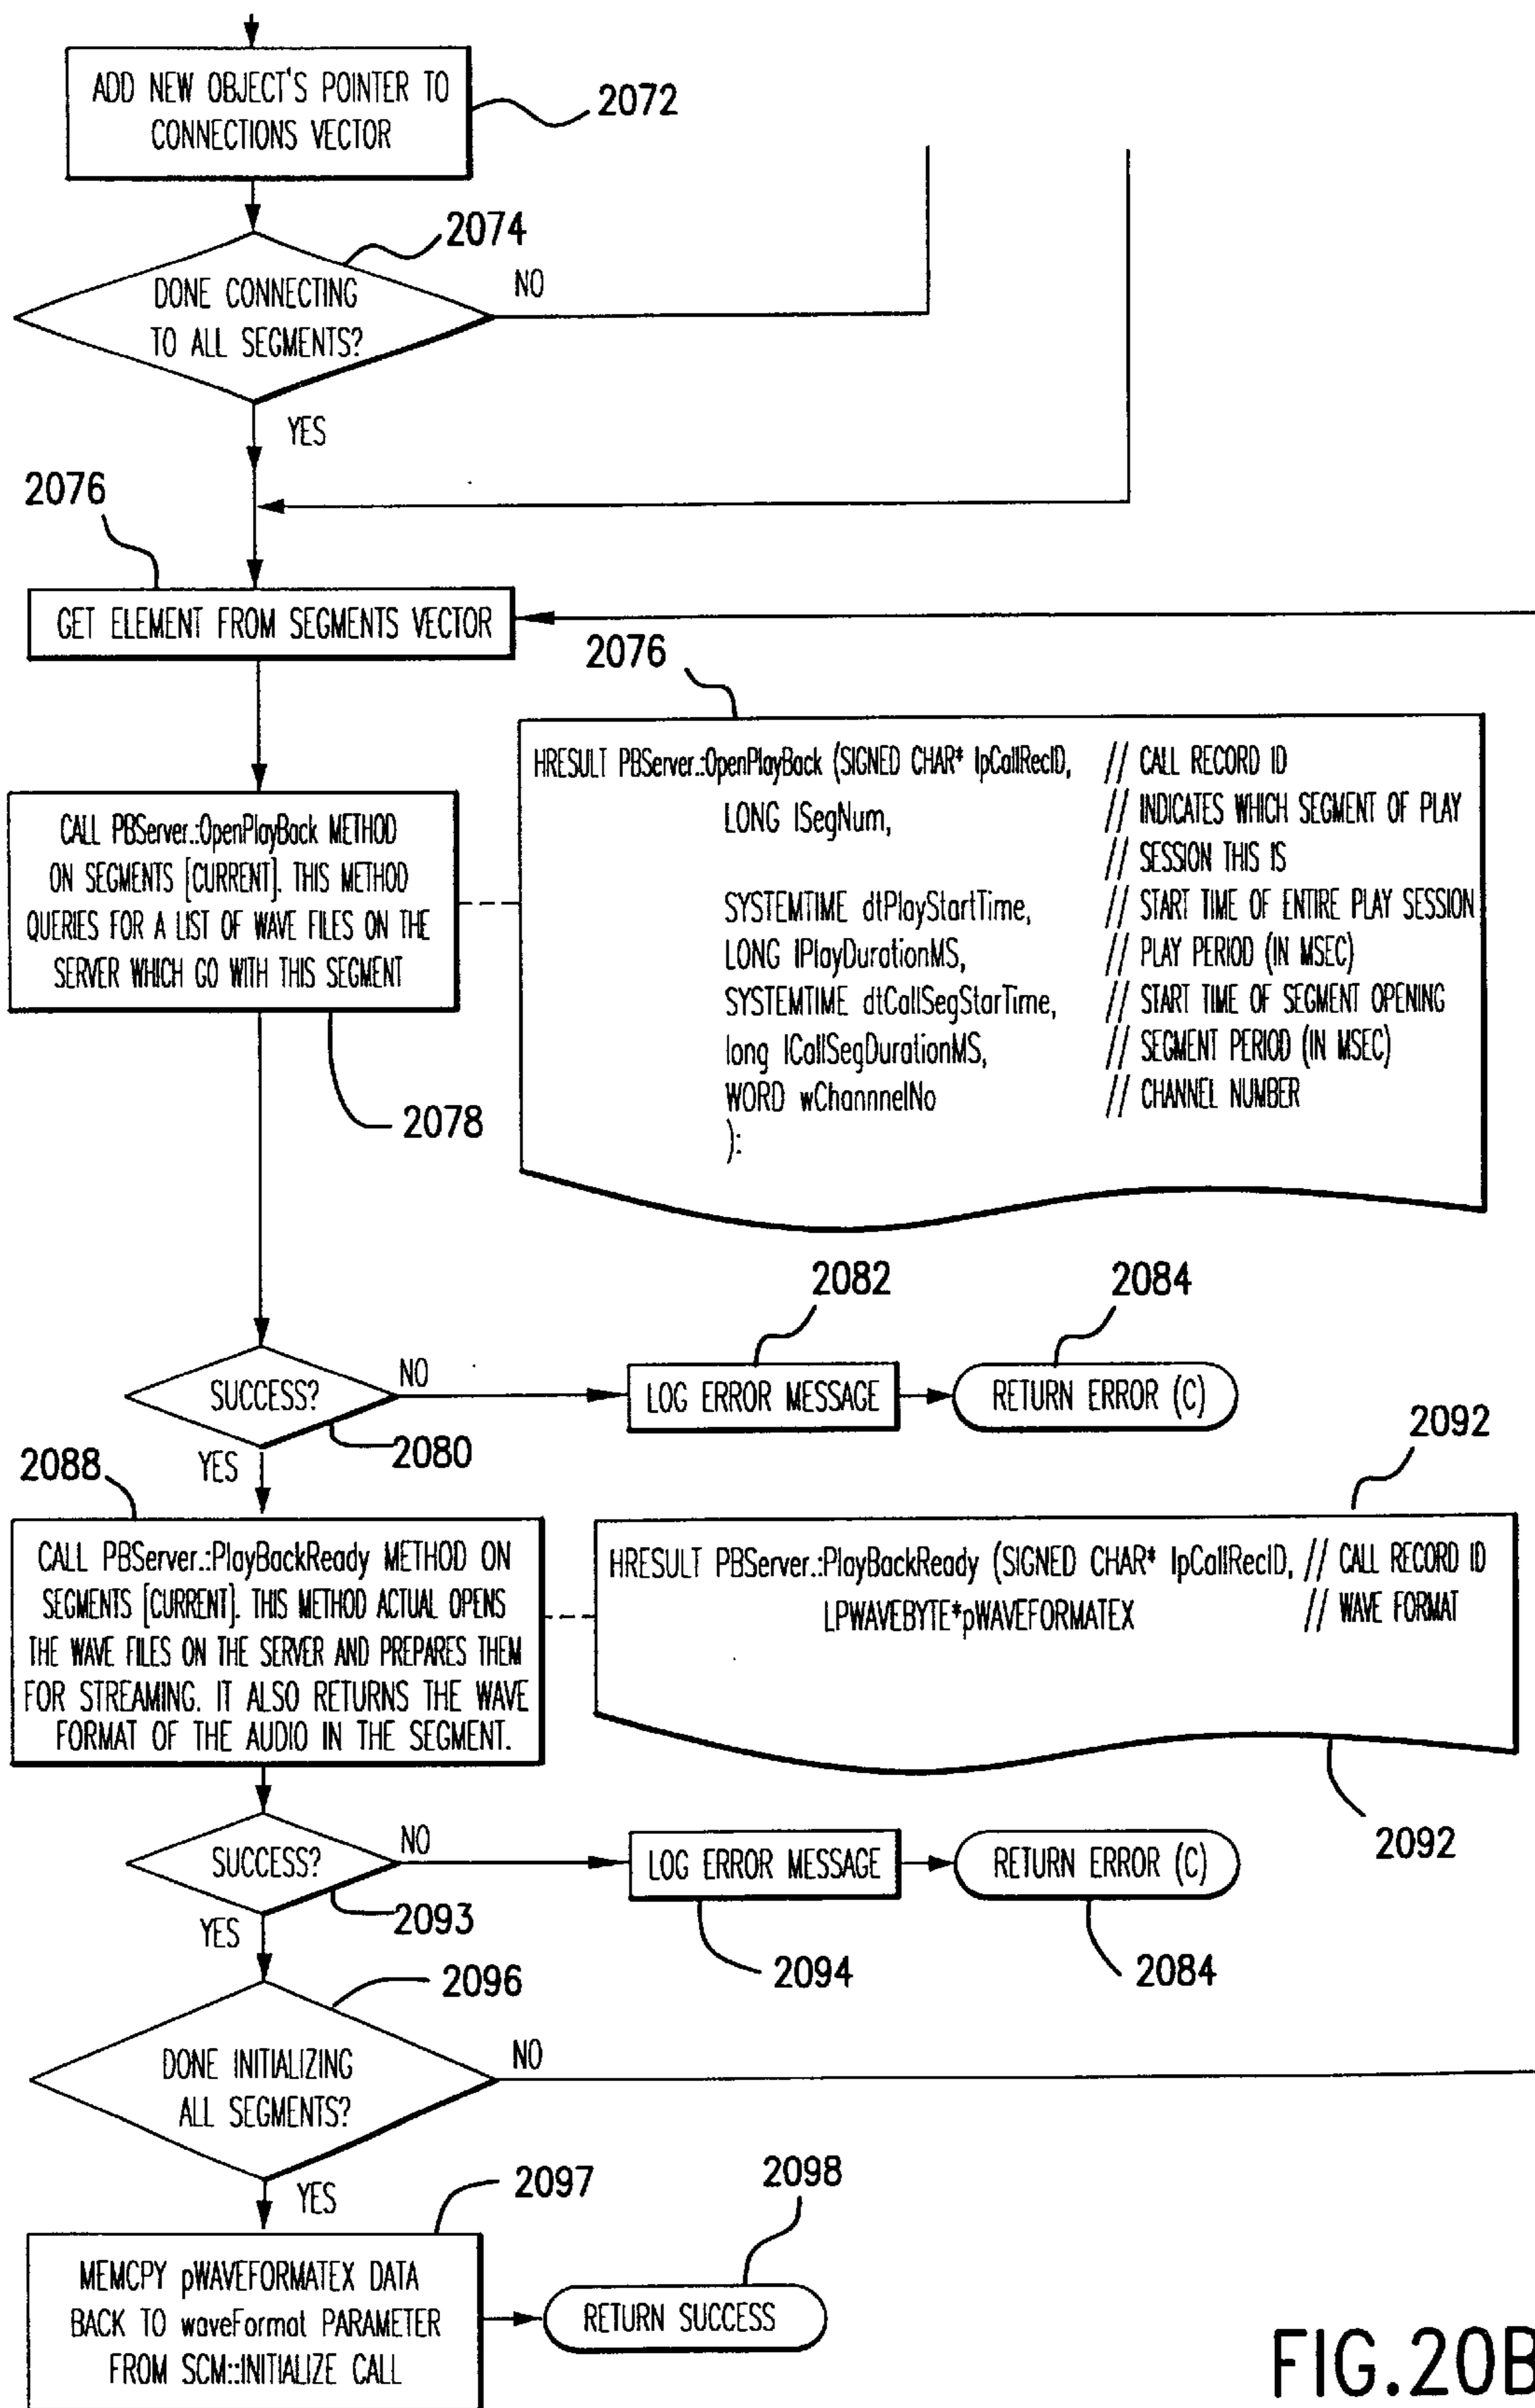 ADD NEW OBJECT'S POINTER TO
CONNECTIONS VECTOR
2072
2074
DONE CONNECTING
TO ALL SEGMENTS?
NO
YES
2076
GET ELEMENT FROM SEGMENTS VECTOR
2076
HRESULT PBServer::OpenPlayBack (SIGNED CHAR* lpCallRecID, // CALL RECORD ID
LONG lSegNum, // INDICATES WHICH SEGMENT OF PLAY
// SESSION THIS IS
SYSTEMTIME dtPlayStartTime, // START TIME OF ENTIRE PLAY SESSION
LONG lPlayDurationMS, // PLAY PERIOD (IN MSEC)
SYSTEMTIME dtCallSegStarTime, // START TIME OF SEGMENT OPENING
long lCallSegDurationMS, // SEGMENT PERIOD (IN MSEC)
WORD wChannnelNo // CHANNEL NUMBER
):
CALL PBServer::OpenPlayBack METHOD
ON SEGMENTS [CURRENT]. THIS METHOD
QUERIES FOR A LIST OF WAVE FILES ON THE
SERVER WHICH GO WITH THIS SEGMENT
2078
SUCCESS?
NO
2080
YES
2082
LOG ERROR MESSAGE
2084
RETURN ERROR (C)
2088
CALL PBServer::PlayBackReady METHOD ON
SEGMENTS [CURRENT]. THIS METHOD ACTUAL OPENS
THE WAVE FILES ON THE SERVER AND PREPARES THEM
FOR STREAMING. IT ALSO RETURNS THE WAVE
FORMAT OF THE AUDIO IN THE SEGMENT.
2092
HRESULT PBServer::PlayBackReady (SIGNED CHAR* lpCallRecID, // CALL RECORD ID
LPWAVEBYTE*pWAVEFORMATEX // WAVE FORMAT
2092
SUCCESS?
NO
2093
YES
LOG ERROR MESSAGE
2094
RETURN ERROR (C)
2084
2096
DONE INITIALIZING
ALL SEGMENTS?
NO
YES
2097
MEMCPY pWAVEFORMATEX DATA
BACK TO waveFormat PARAMETER
FROM SCM::INITIALIZE CALL
2098
RETURN SUCCESS
FIG.20B